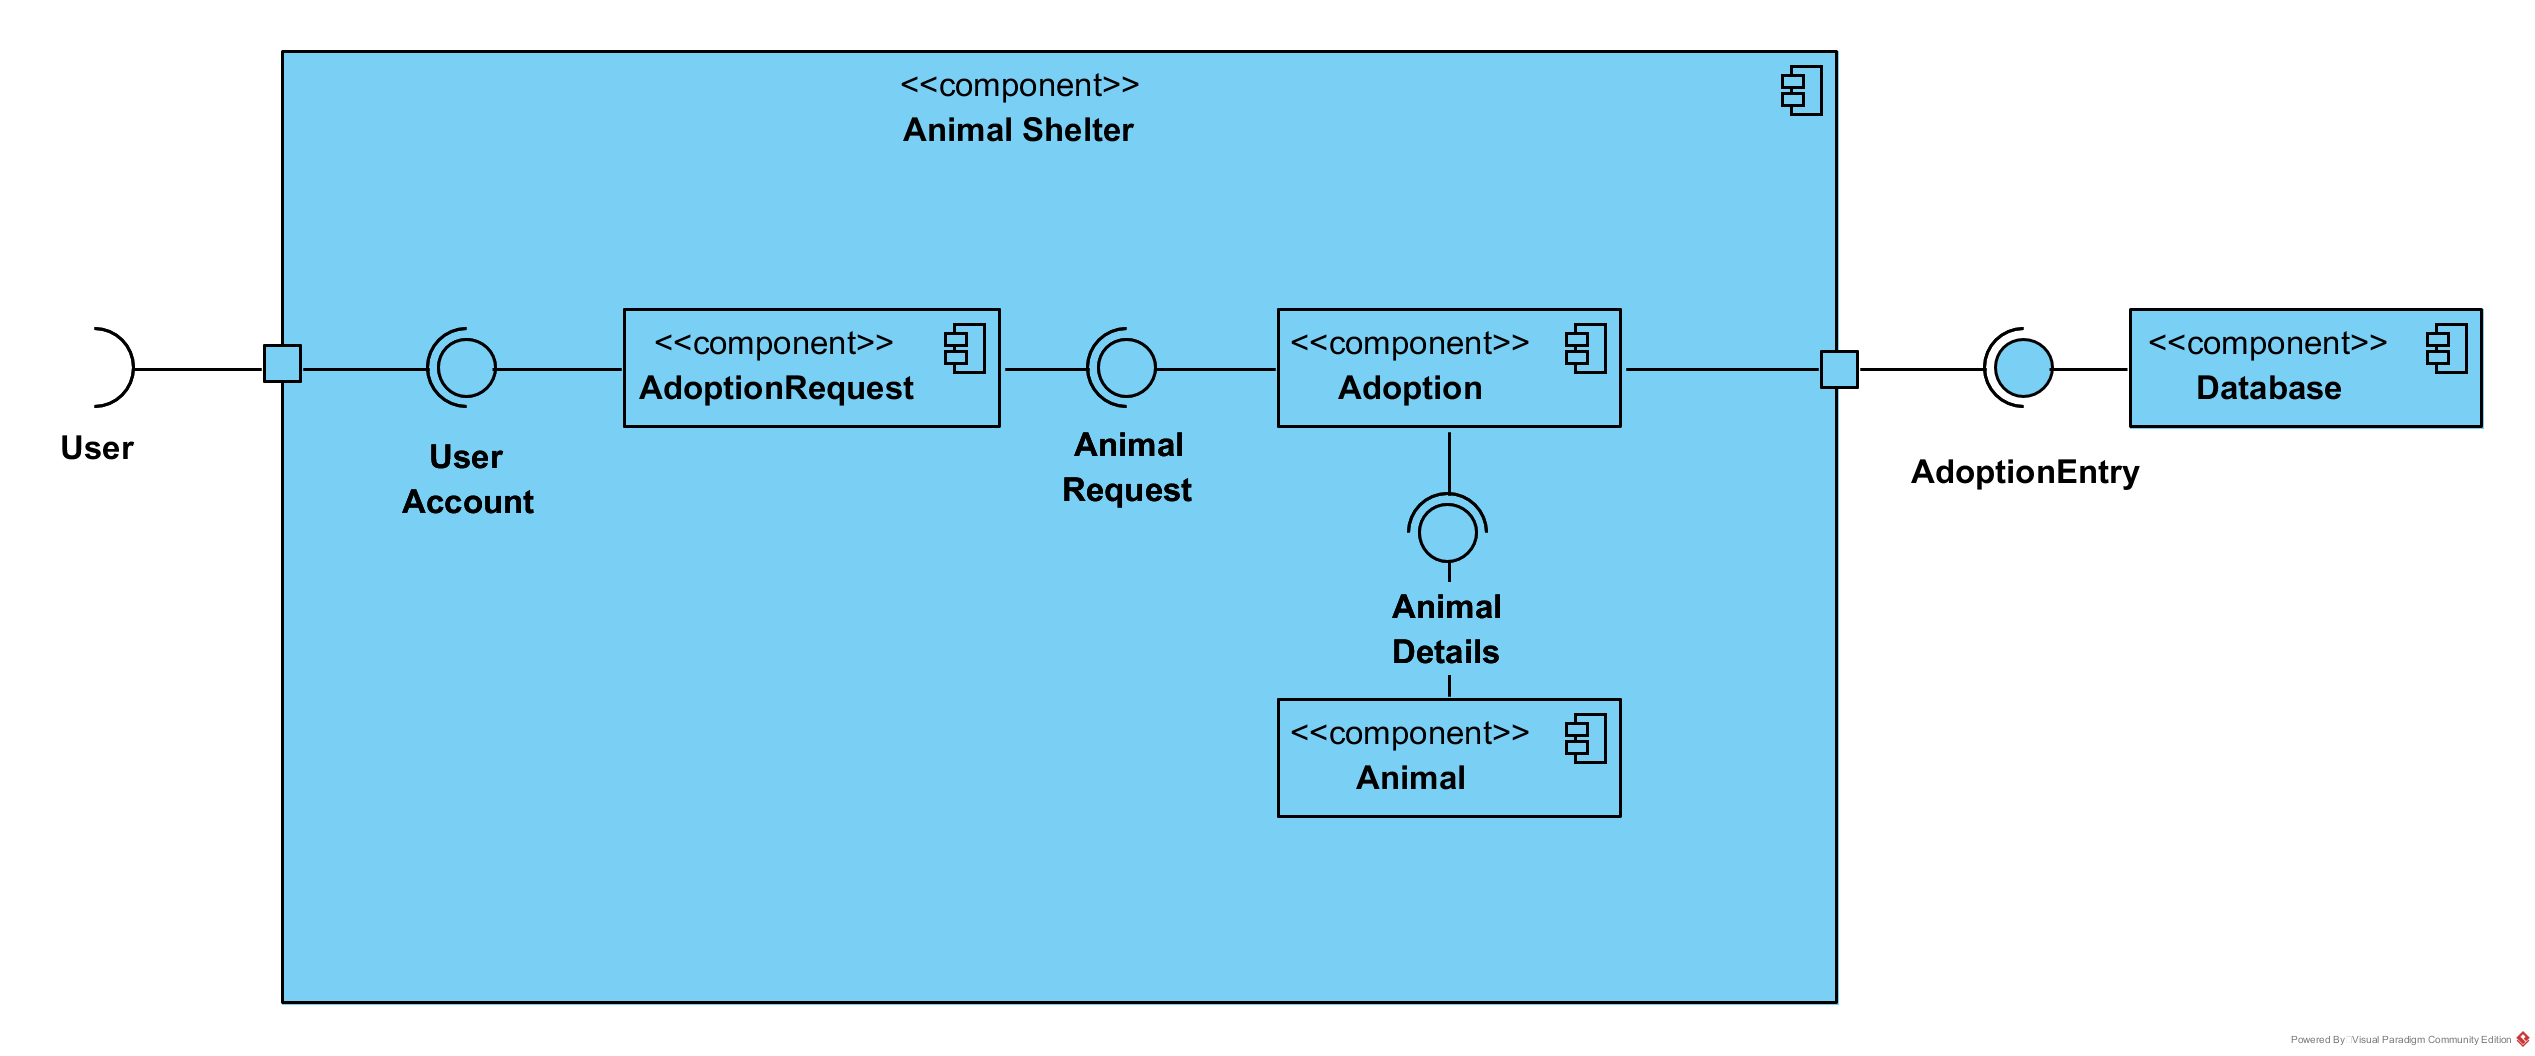 <<component>>
Animal Shelter
<<component>>
AdoptionRequest
<<component>>
Adoption
<<component>>
Database
User
User
Account
Animal
Request
AdoptionEntry
Animal
Details
<<component>>
Animal
Powered By Visual Paradigm Community Edition